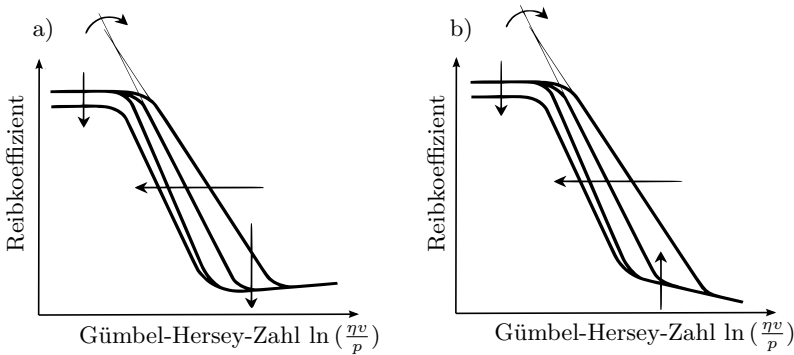 a)
Reibkoeffizient
Gümbel-Hersey-Zahl ln (ηv/p)
b)
Reibkoeffizient
Gümbel-Hersey-Zahl ln (ηv/p)